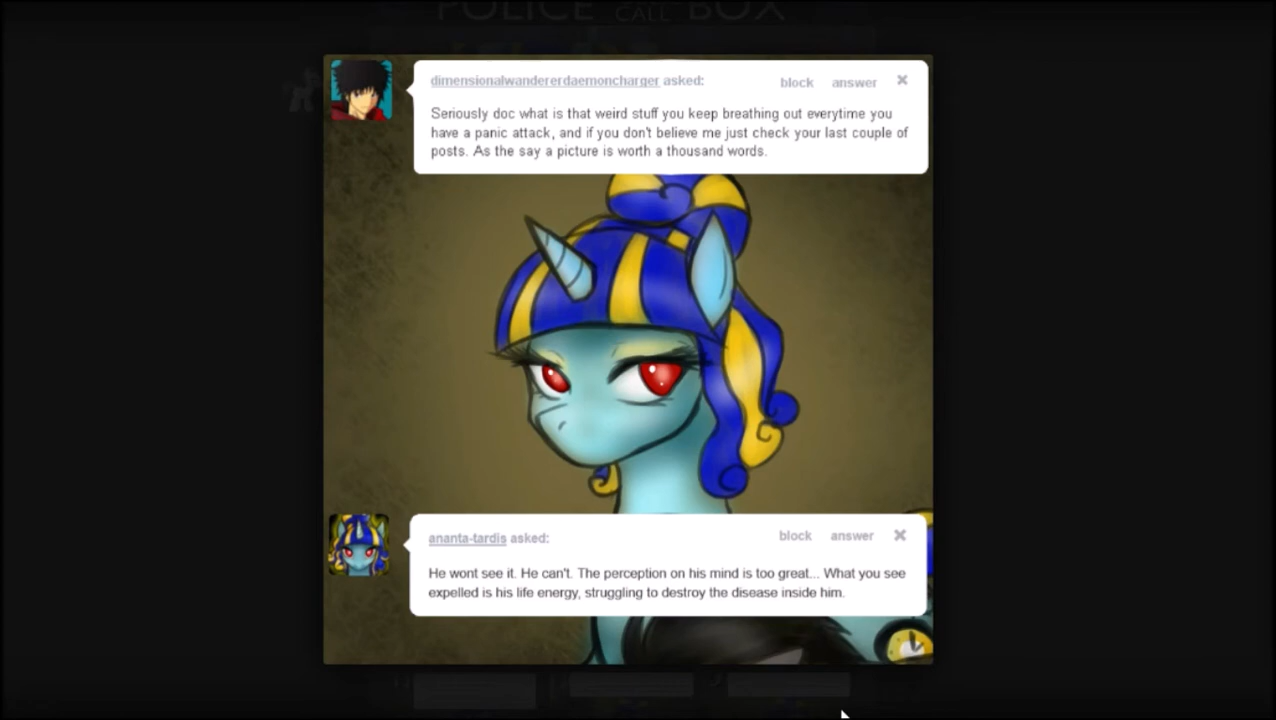 POLICE CALL BOX
dimensionalwandererdaemoncharger asked:
block answer ×
Seriously doc what is that weird stuff you keep breathing out everytime you
have a panic attack, and if you don't believe me just check your last couple of
posts. As the say a picture is worth a thousand words.
ananta-tardis asked:
block answer ×
He wont see it. He can't. The perception on his mind is too great... What you see
expelled is his life energy, struggling to destroy the disease inside him.